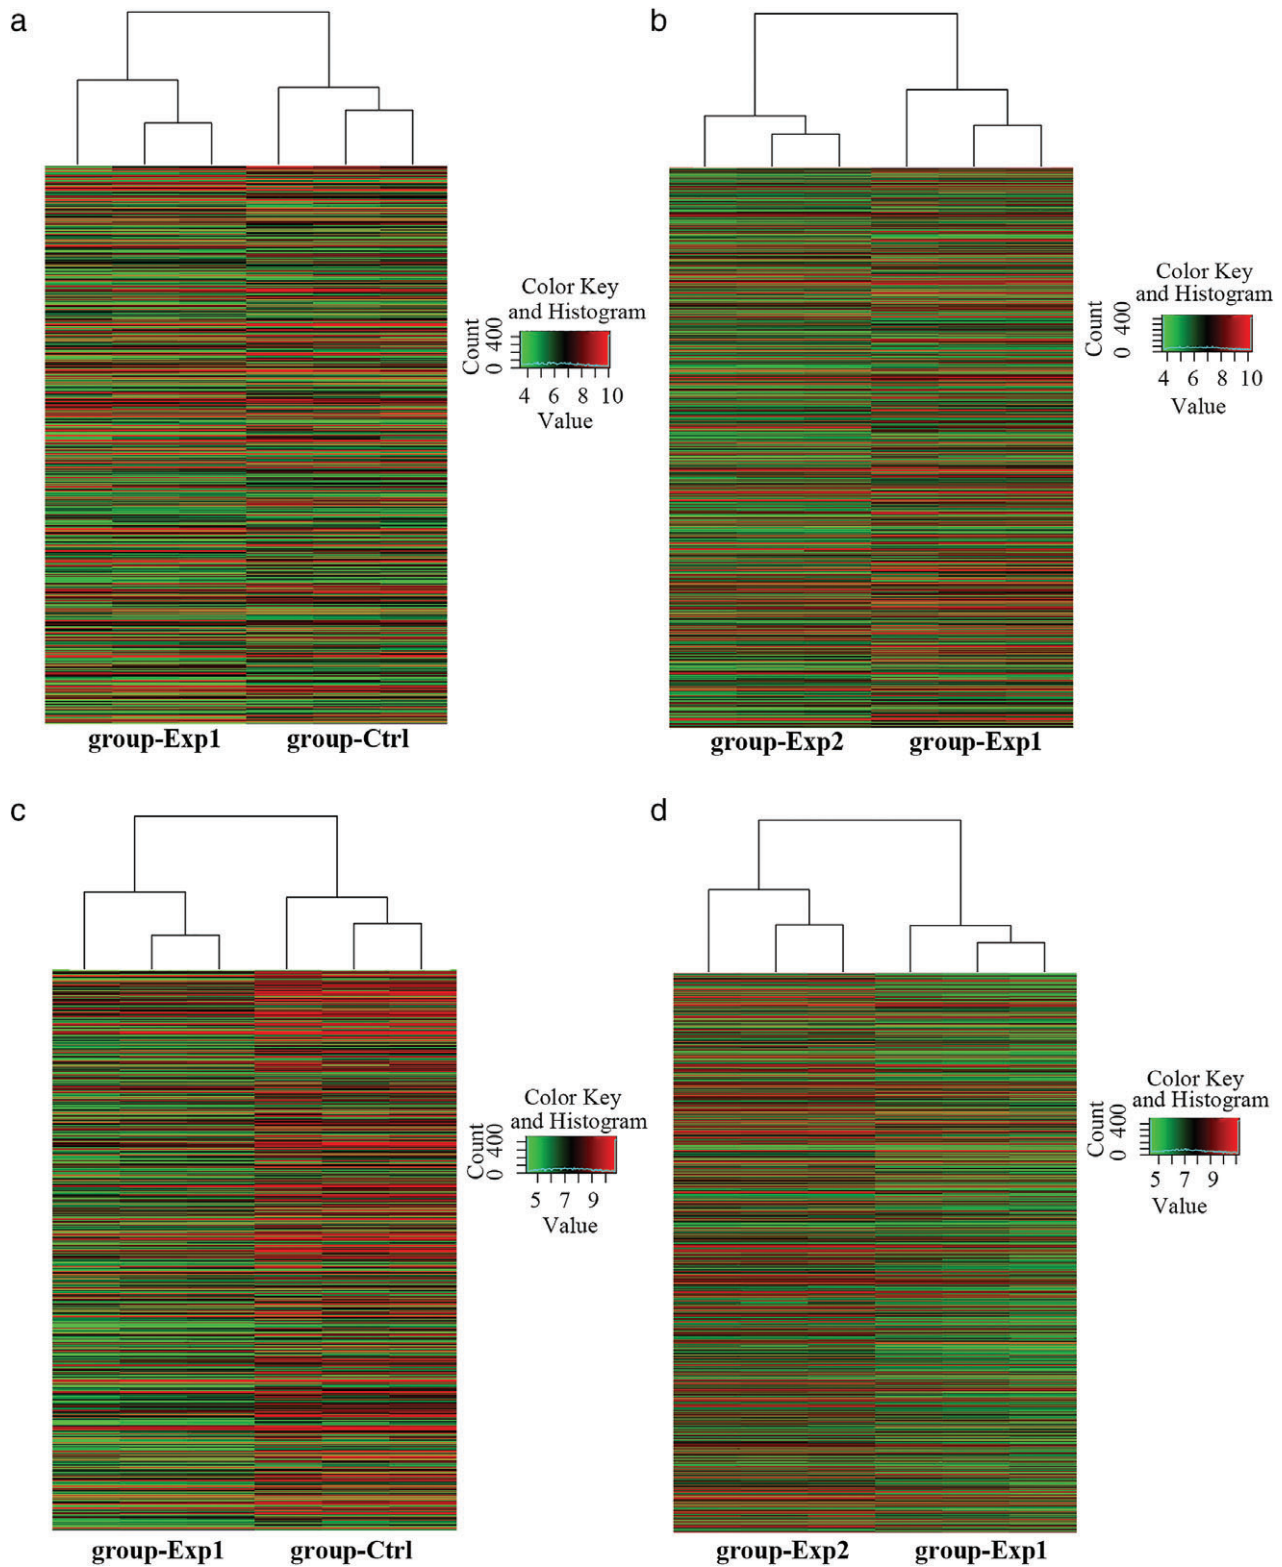 a
Color Key
and Histogram
Count
0 400
4 6 8 10
Value
group-Exp1 group-Ctrl
b
Color Key
and Histogram
Count
0 400
4 6 8 10
Value
group-Exp2 group-Exp1
c
Color Key
and Histogram
Count
0 400
5 7 9
Value
group-Exp1 group-Ctrl
d
Color Key
and Histogram
Count
0 400
5 7 9
Value
group-Exp2 group-Exp1